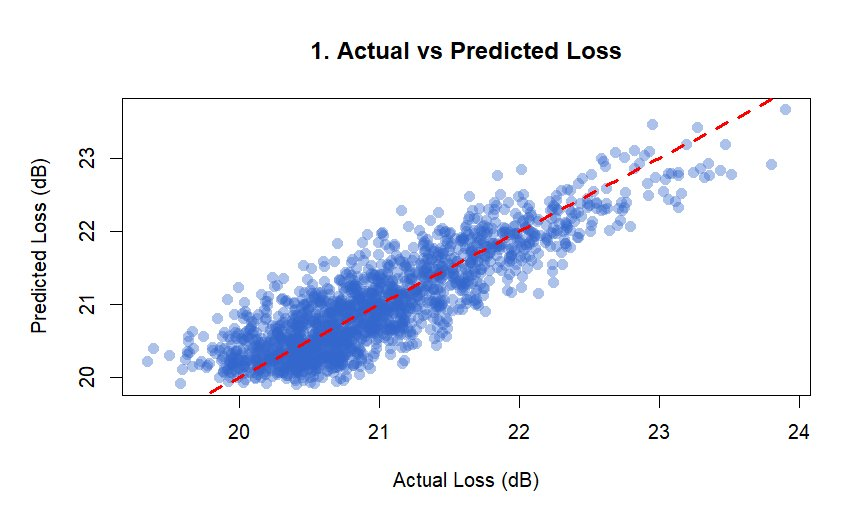 1. Actual vs Predicted Loss
Predicted Loss (dB)
23
22
21
20
20 21 22 23 24
Actual Loss (dB)